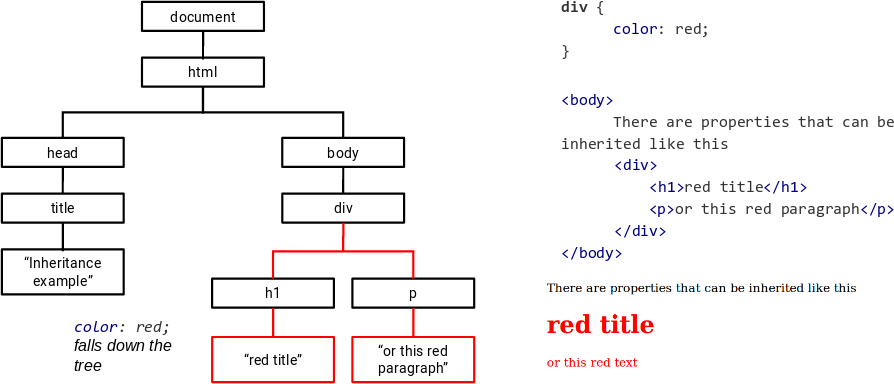 document
html
head
body
title
div
“Inheritance
example”
h1
p
“red title”
“or this red
paragraph”
color: red;
falls down the
tree
div {
color: red;
}
<body>
There are properties that can be
inherited like this
<div>
<h1>red title</h1>
<p>or this red paragraph</p>
</div>
</body>
There are properties that can be inherited like this
red title
or this red text